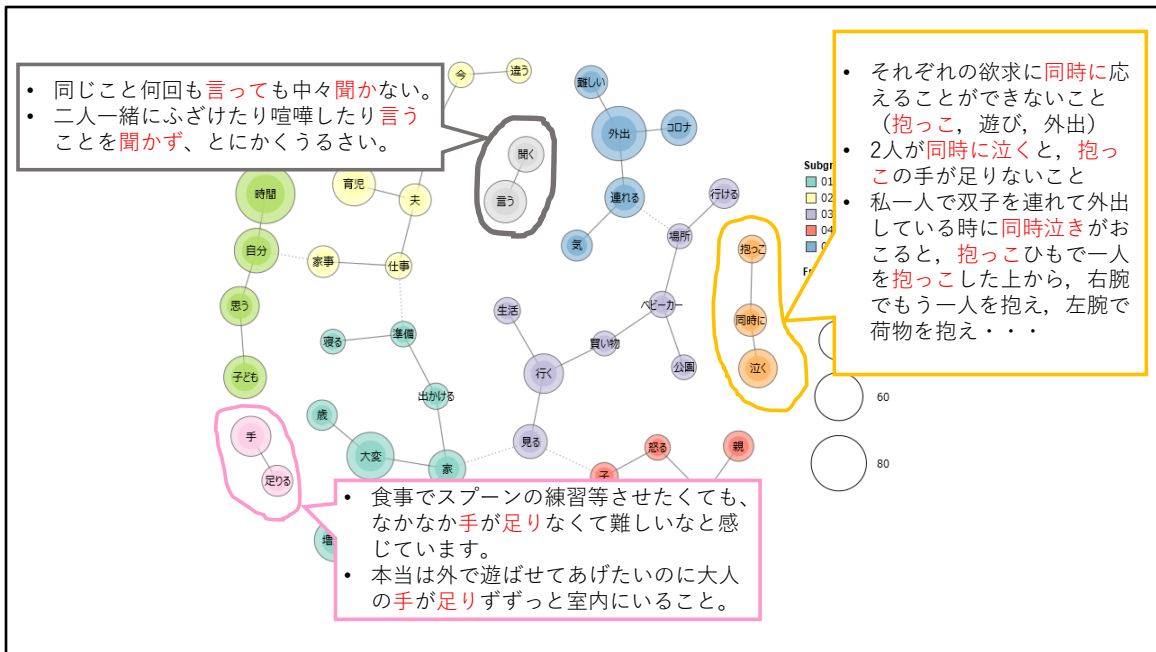 • 同じこと何回も言っても中々聞かない。
• 二人一緒にふざけたり喧嘩したり言う
ことを聞かず、とにかくうるさい。
• それぞれの欲求に同時に応
えることができないこと
（抱っこ，遊び，外出）
• 2人が同時に泣くと，抱っ
この手が足りないこと
• 私一人で双子を連れて外出
している時に同時泣きがお
こると，抱っこひもで一人
を抱っこした上から，右腕
でもう一人を抱え，左腕で
荷物を抱え・・・
今
違う
難しい
外出
コロナ
聞く
言う
育児
夫
時間
連れる
行ける
気
場所
自分
家事
仕事
抱っこ
思う
生活
ベビーカー
同時に
寝る
準備
買い物
公園
泣く
子ども
行く
出かける
歳
手
大変
家
見る
子
怒る
親
足りる
Subgr
01
02
03
04
0
Fr
60
80
• 食事でスプーンの練習等させたくても、
なかなか手が足りなくて難しいなと感
じています。
• 本当は外で遊ばせてあげたいのに大人
の手が足りずずっと室内にいること。